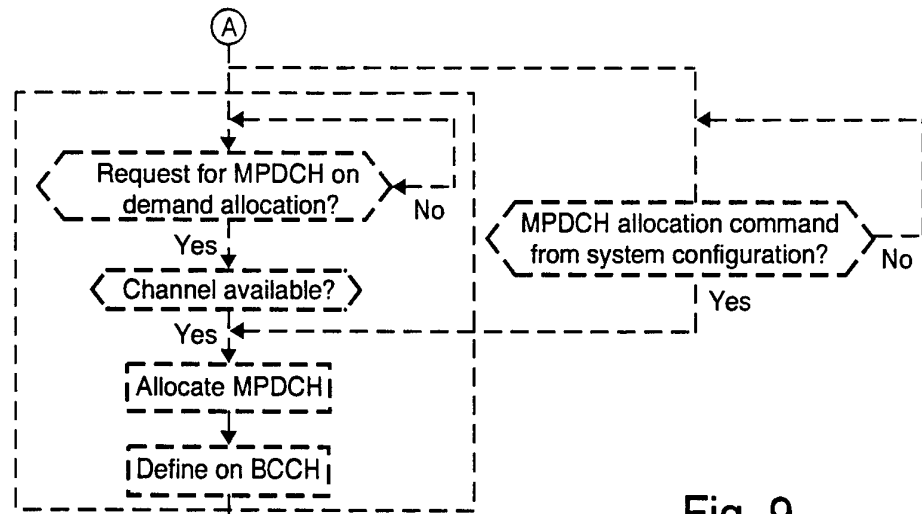 A
Request for MPDCH on
demand allocation?
No
Yes
Channel available?
Yes
Allocate MPDCH
Define on BCCH
MPDCH allocation command
from system configuration?
No
Yes
Fig. 9